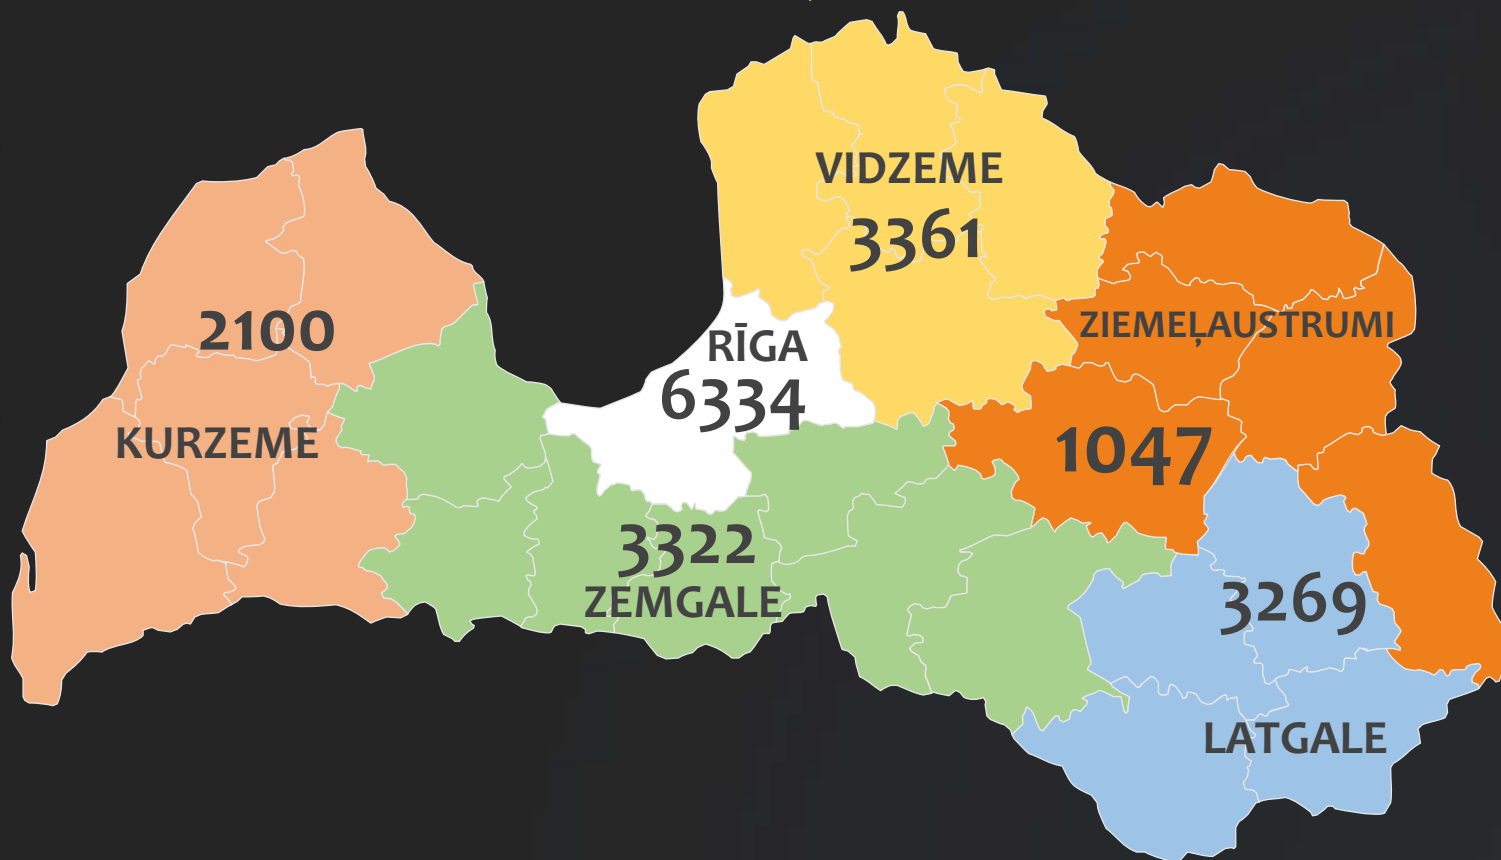 VIDZEME
3361
2100
KURZEME
RĪGA
6334
ZIEMEĻAUSTRUMI
1047
3322
ZEMGALE
3269
LATGALE